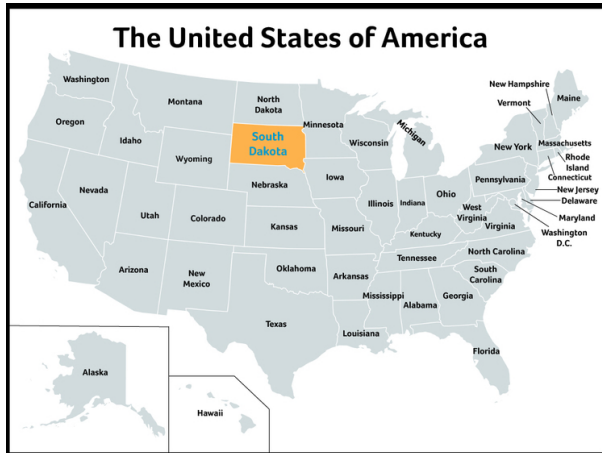 The United States of America
Washington
Montana
North
Dakota
Minnesota
New Hampshire
Vermont
Maine
Oregon
Idaho
South
Dakota
Wisconsin
Michigan
New York
Massachusetts
Rhode
Island
Connecticut
Wyoming
Nebraska
Iowa
Pennsylvania
New Jersey
Delaware
Maryland
Washington
D.C.
Nevada
Utah
Colorado
California
Kansas
Missouri
Illinois
Indiana
Ohio
West
Virginia
Virginia
Kentucky
Arizona
New
Mexico
Oklahoma
Arkansas
Tennessee
North Carolina
South
Carolina
Mississippi
Alabama
Georgia
Texas
Louisiana
Florida
Alaska
Hawaii